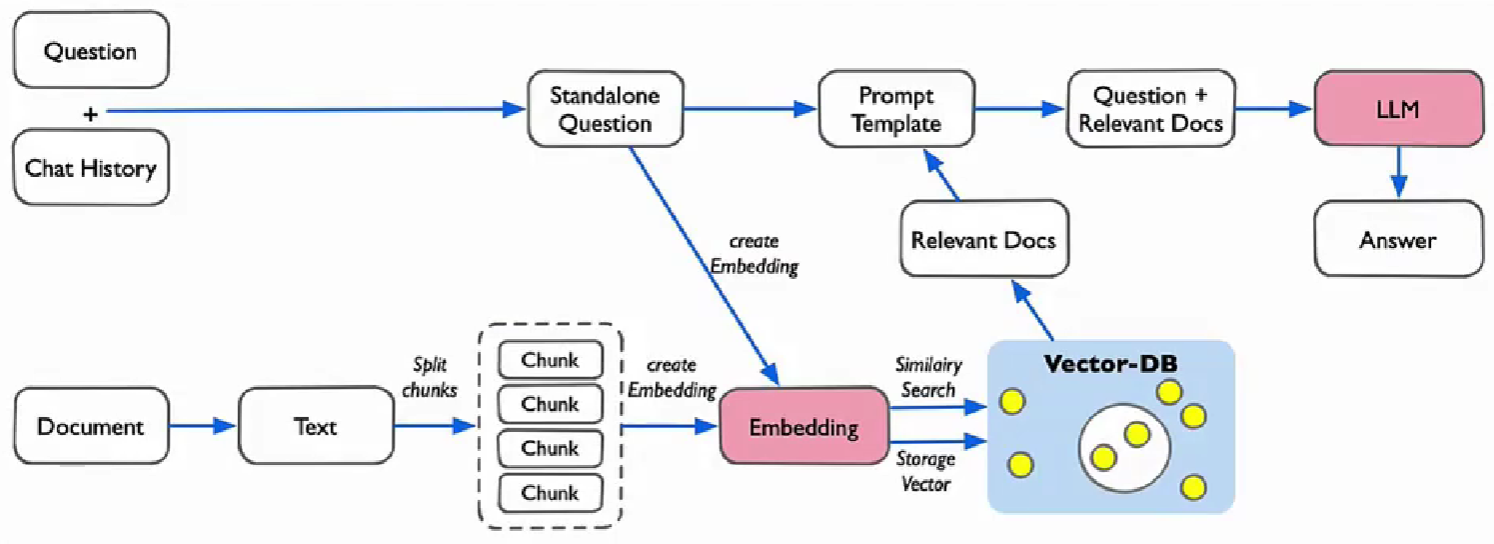 Question
+
Chat History
Standalone
Question
Prompt
Template
Question +
Relevant Docs
LLM
create
Embedding
Relevant Docs
Answer
Document
Text
Split
chunks
Chunk
Chunk
Chunk
Chunk
create
Embedding
Embedding
Similairy
Search
Storage
Vector
Vector-DB